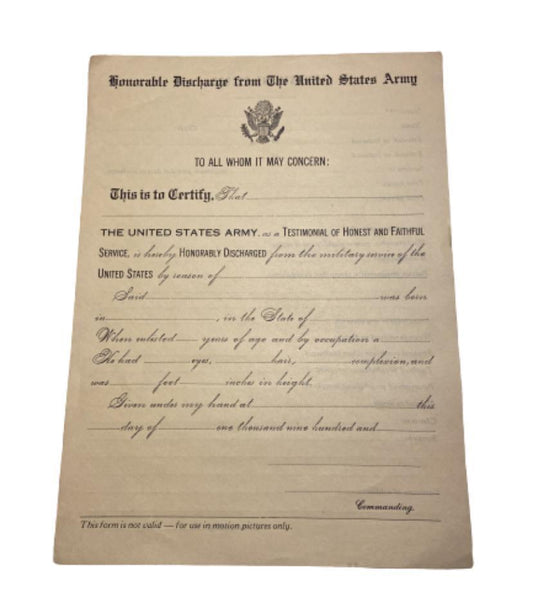 Honorable Discharge from The United States Army
TO ALL WHOM IT MAY CONCERN:
This is to Certify, That
THE UNITED STATES ARMY, as a TESTIMONIAL OF HONEST AND FAITHFUL
SERVICE, is hereby HONORABLY DISCHARGED from the military service of the
UNITED STATES by reason of
Said was born
in , in the State of
When enlisted years of age and by occupation a
He had eyes, hair, complexion, and
was feet inches in height.
Given under my hand at this
day of one thousand nine hundred and
Commanding.
This form is not valid — for use in motion pictures only.